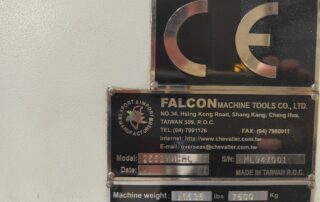 CE
FALCON MACHINE TOOLS CO., LTD.
NO.34, Hsing Kong Road, Shang Kang, Chang Hua,
TAIWAN 509, R.O.C.
TEL:(04) 7991126 FAX:(04) 7980011
Internet:http://www.chevalier.com.tw
E-mail:overseas@chevalier.com.tw
Model:
S/N: ML947001
Date: MADE IN TAIWAN R.O.C.
Machine weight lbs 7500 Kg